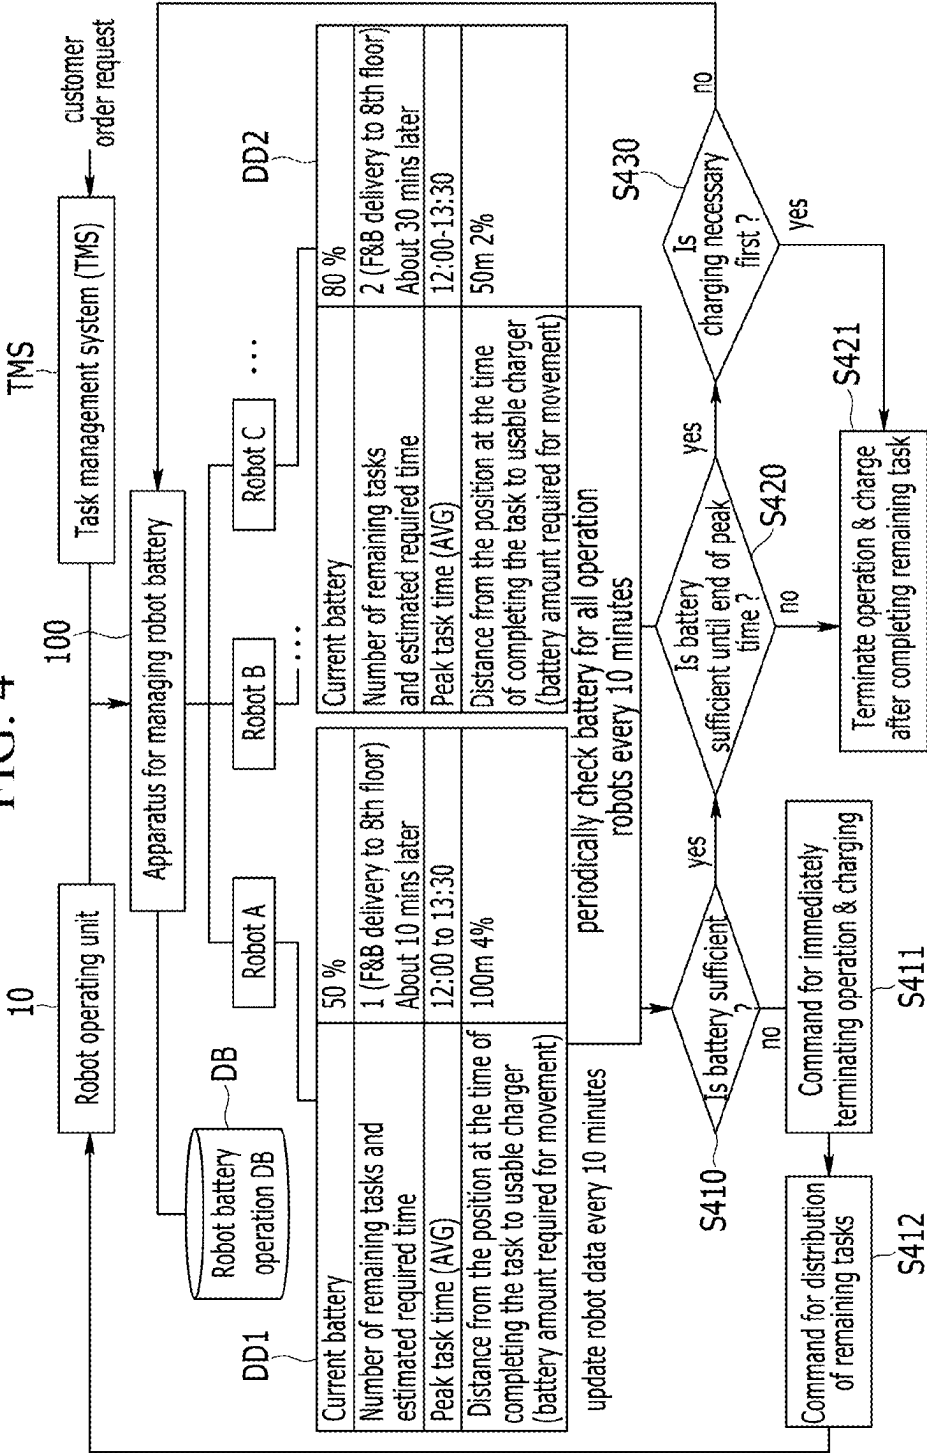 FIG. 4
10
Robot operating unit
TMS
Task management system (TMS)
customer
order request
100
Apparatus for managing robot battery
DB
Robot battery
operation DB
Robot A
Robot B
...
Robot C
...
DD1
Current battery
50 %
Number of remaining tasks and
estimated required time
1 (F&B delivery to 8th floor)
About 10 mins later
Peak task time (AVG)
12:00 to 13:30
Distance from the position at the time of
completing the task to usable charger
(battery amount required for movement)
100m 4%
DD2
Current battery
80 %
Number of remaining tasks
and estimated required time
2 (F&B delivery to 8th floor)
About 30 mins later
Peak task time (AVG)
12:00-13:30
Distance from the position at the time
of completing the task to usable charger
(battery amount required for movement)
50m 2%
periodically check battery for all operation
robots every 10 minutes
update robot data every 10 minutes
S410
Is battery sufficient
?
yes
no
Is battery
sufficient until end of peak
time ?
S420
yes
no
S430
Is
charging necessary
first ?
no
yes
Command for immediately
terminating operation & charging
S411
Command for distribution
of remaining tasks
S412
S421
Terminate operation & charge
after completing remaining task